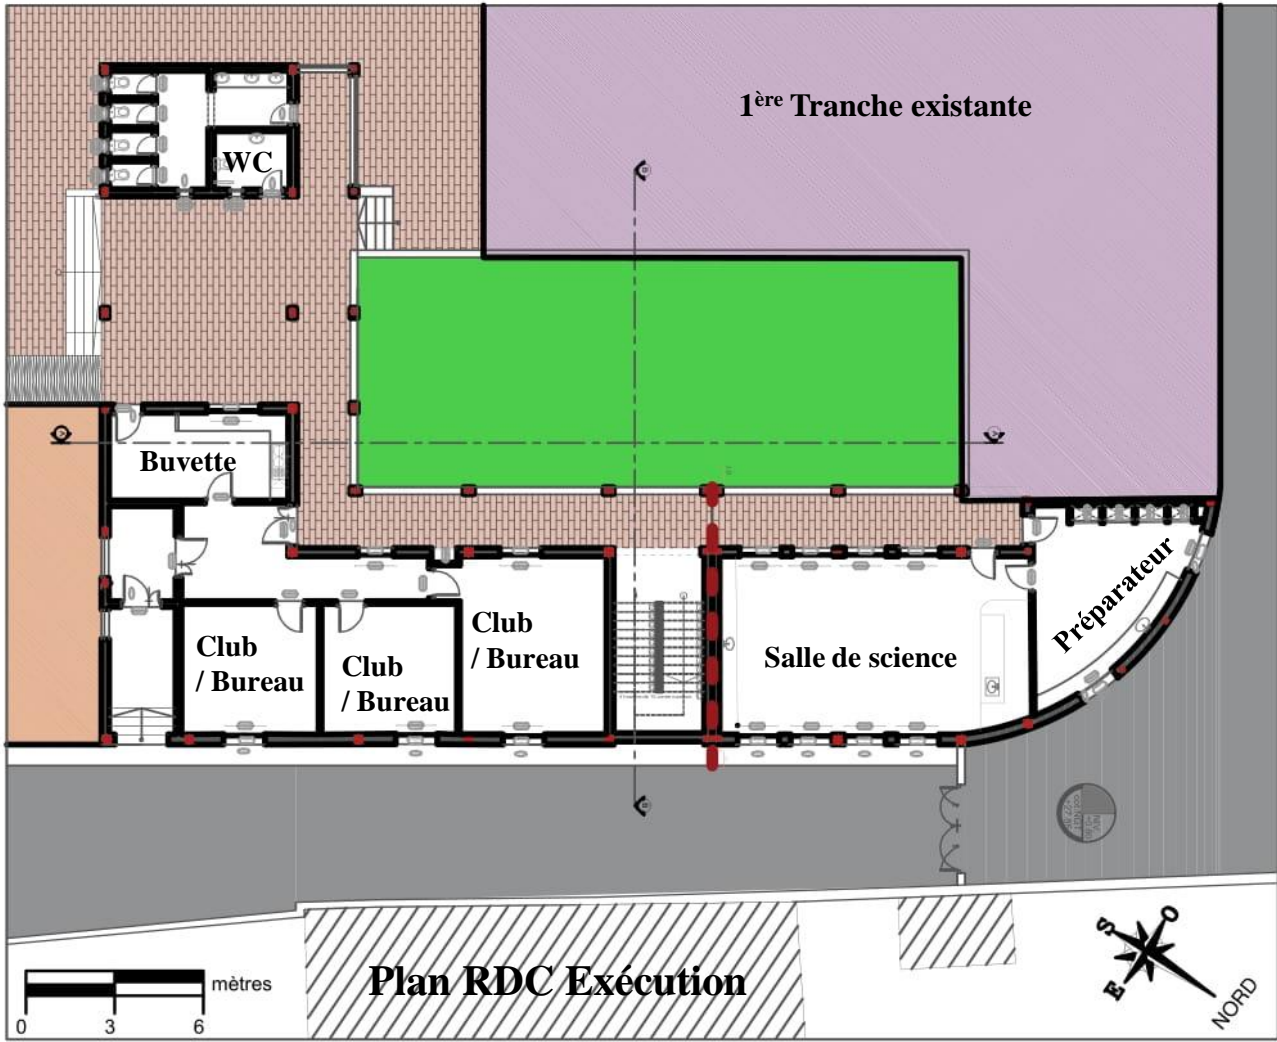 1ère Tranche existante
WC
Buvette
Club
/ Bureau
Club
/ Bureau
Club
/ Bureau
Salle de science
Préparateur
Plan RDC Exécution
mètres
0 3 6
S O
E
NORD